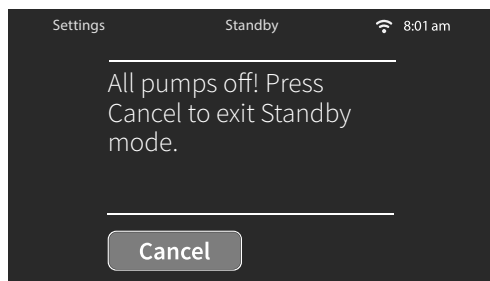 Settings Standby 8:01 am
All pumps off! Press
Cancel to exit Standby
mode.
Cancel